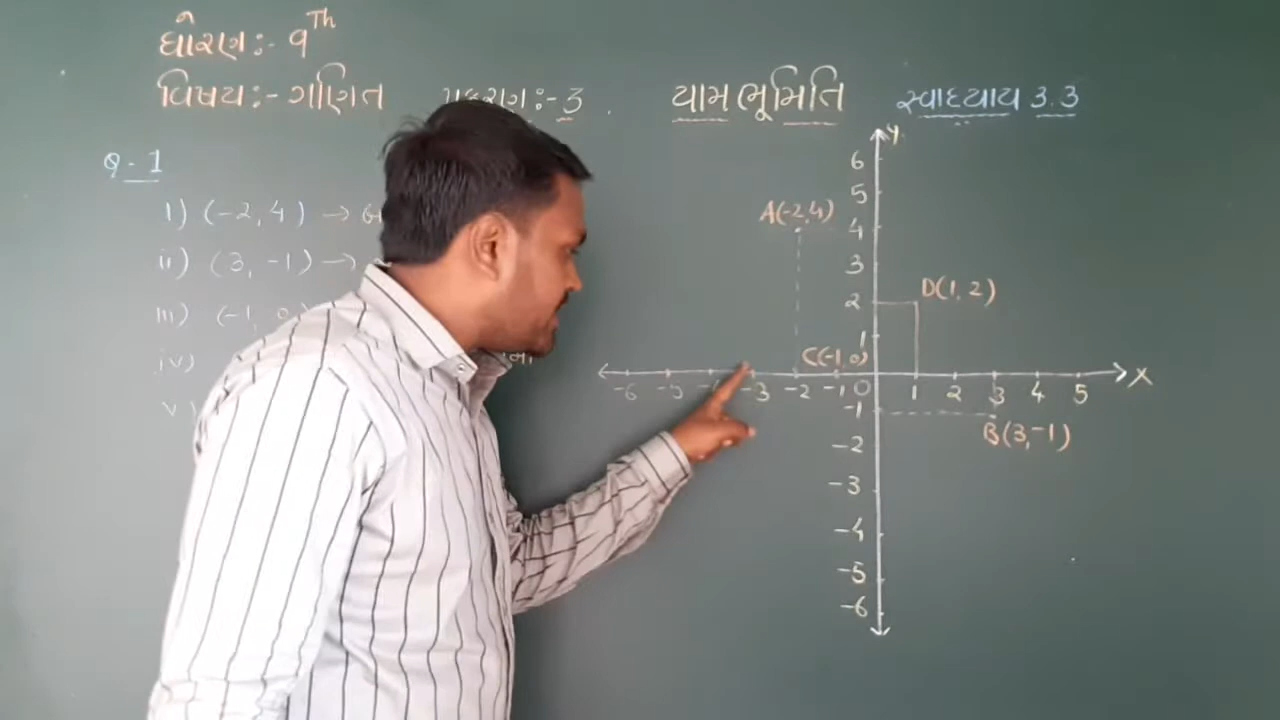 ધોરણ :- 9th
વિષય :- ગણિત
:- 3
યામ ભૂમિતિ
સ્વાધ્યાય 3.3
Q - 1
i) (-2, 4) →
ii) (3, -1) →
iii) (-1, 0)
iv)
v)
Y
6
5
A(-2,4)
4
3
2
D(1, 2)
1
C(-1, 0)
-6 -5 -3 -2 -1 0 1 2 3 4 5 X
-1
B(3,-1)
-2
-3
-4
-5
-6